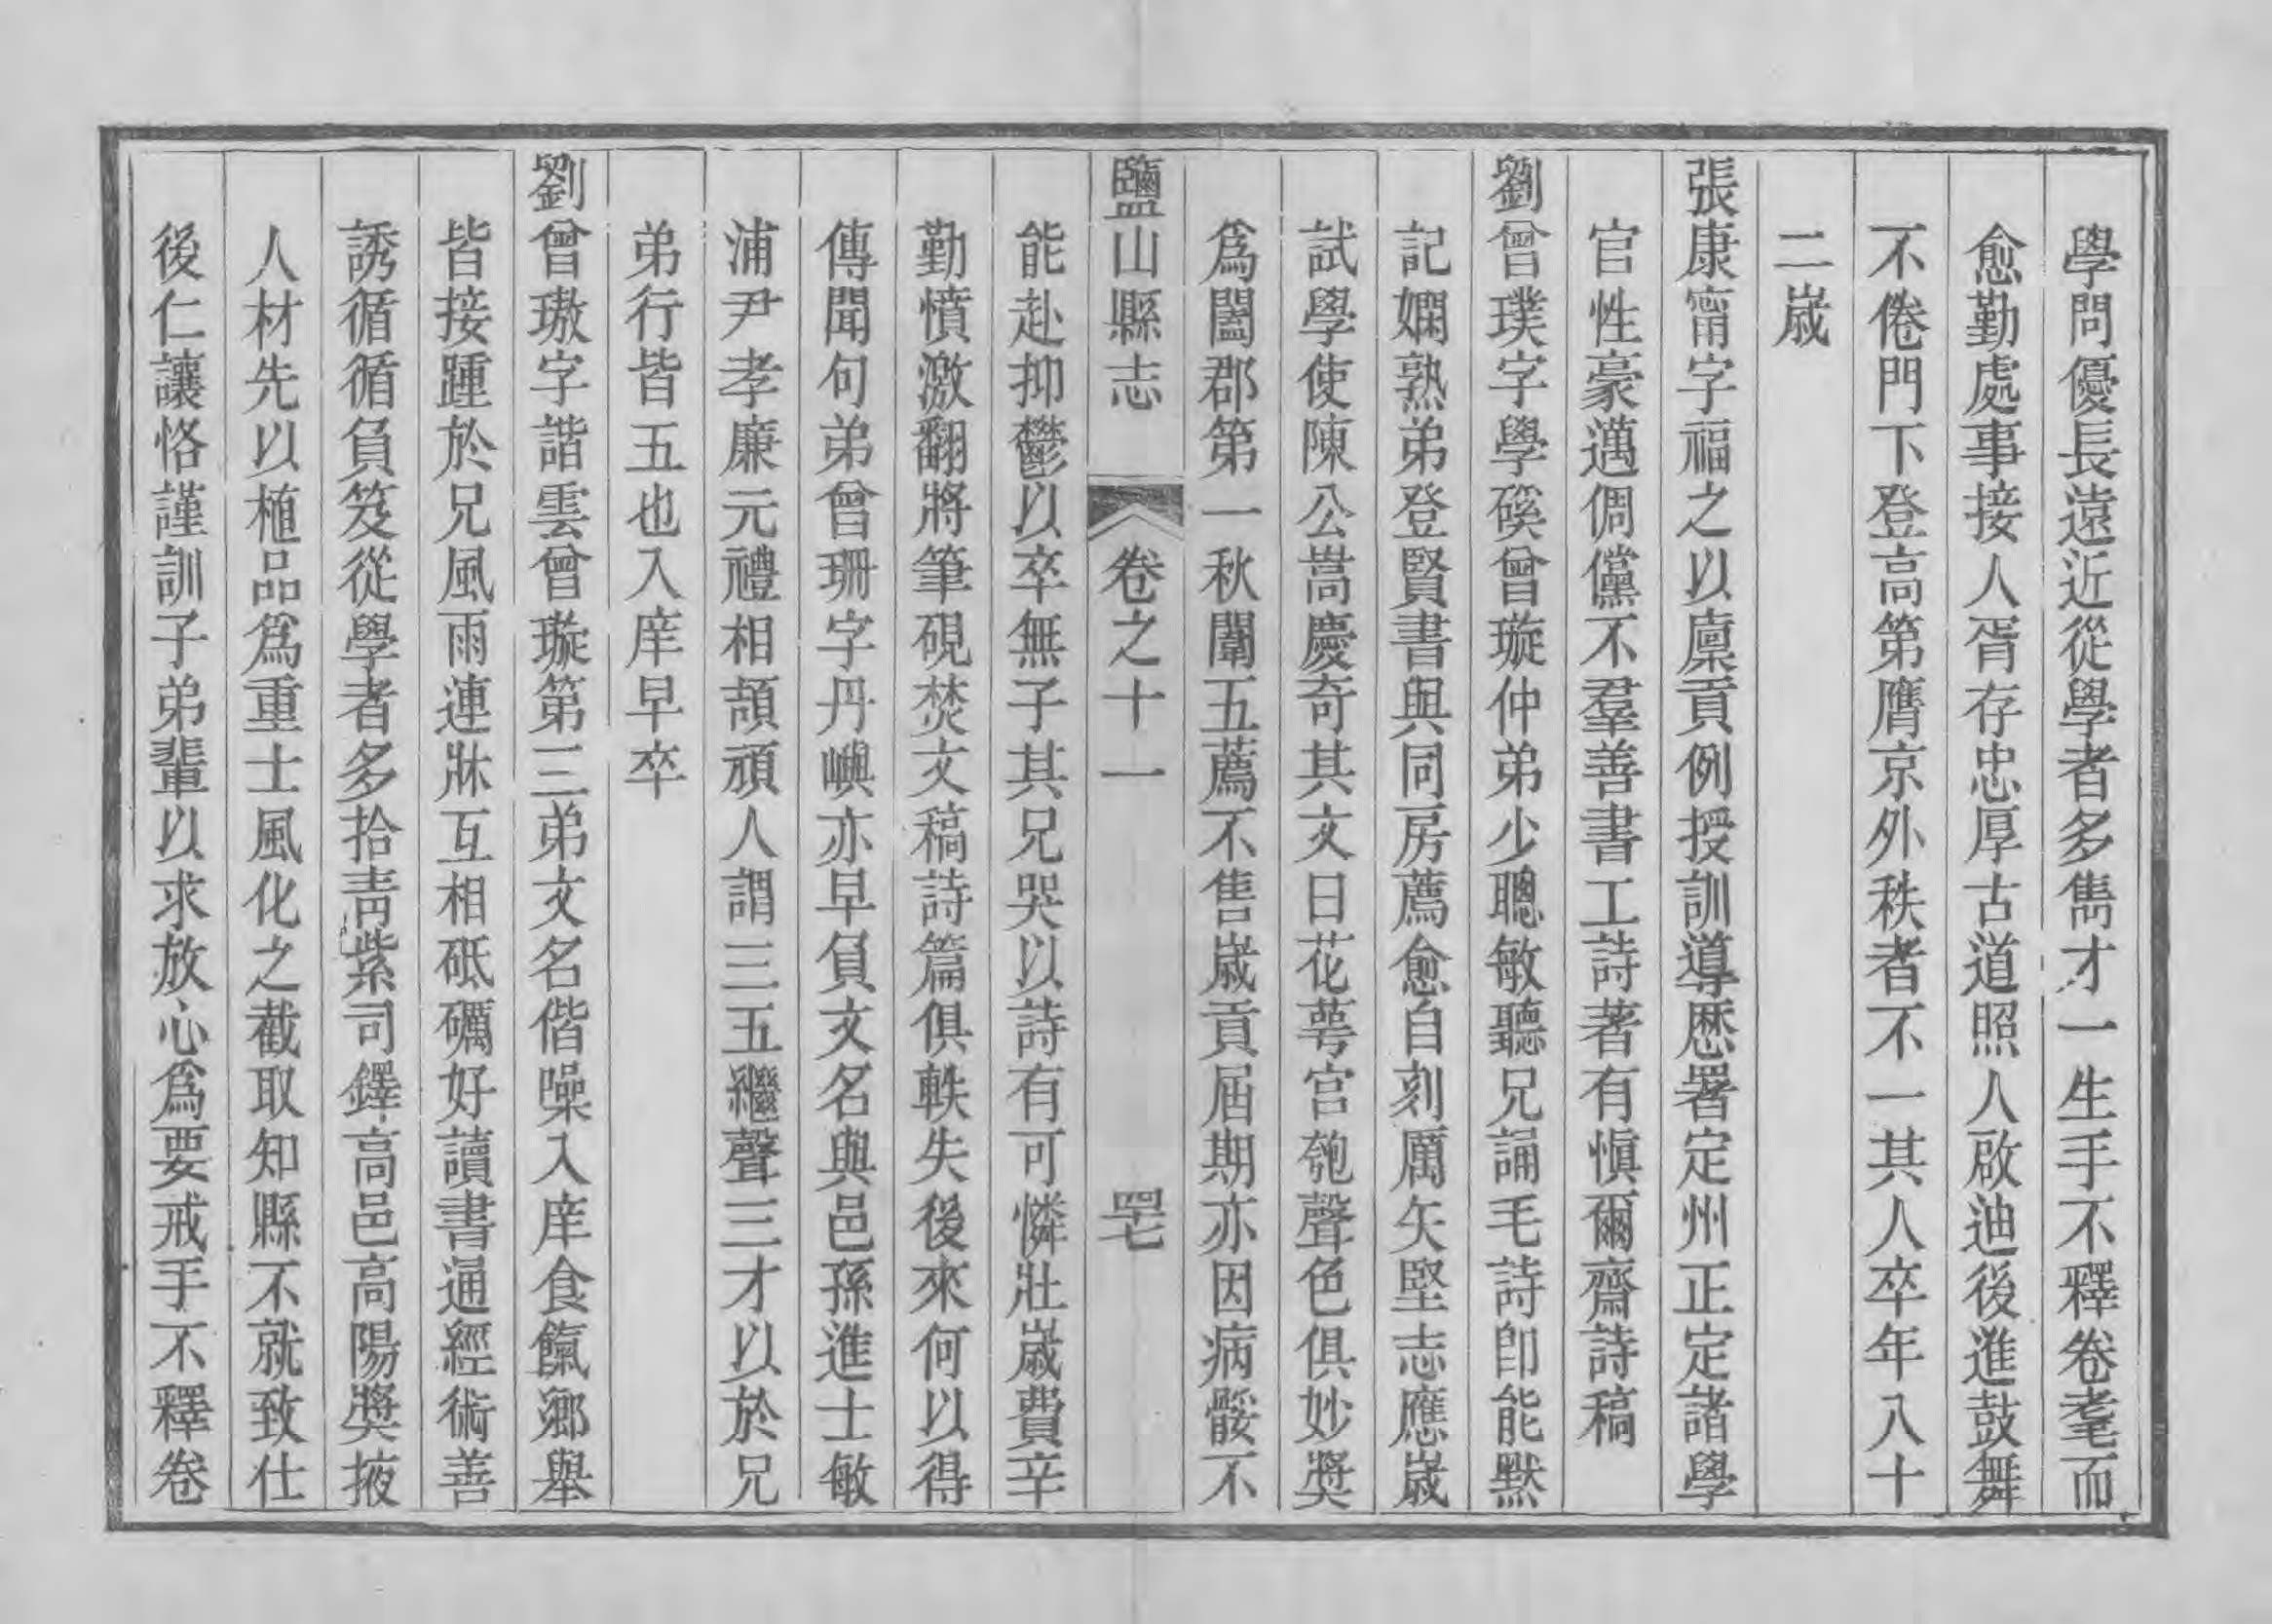 學問優長遠近從學者多雋才一生手不釋卷耄而
愈勤處事接人胥存忠厚古道照人啟迪後進鼓舞
不倦門下登高第膺京外秩者不一其人卒年八十
二歲
張康甯字福之以廩貢例授訓導歷署定州正定諸學
官性豪邁倜儻不羣善書工詩著有愼爾齋詩稿
劉曾璞字學磎曾璇仲弟少聰敏聽兄誦毛詩卽能默
記嫻熟弟登賢書與同房薦愈自刻厲矢堅志應歲
試學使陳公嵩慶奇其文曰花萼宮匏聲色俱妙獎
爲闔郡第一秋闈五薦不售歲貢屆期亦因病骽不
鹽山縣志 卷之十一 四七
能赴抑鬱以卒無子其兄哭以詩有可憐壯歲費辛
勤憤激翻將筆硯焚文稿詩篇俱軼失後來何以得
傳聞句弟曾珊字丹嶼亦早負文名與邑孫進士敏
浦尹孝廉元禮相頡頏人謂三五繼聲三才以於兄
弟行皆五也入庠早卒
劉曾璈字諧雲曾璇第三弟文名偕噪入庠食餼鄉舉
皆接踵於兄風雨連牀互相砥礪好讀書通經術善
誘循循負笈從學者多拾青紫司鐸高邑高陽獎掖
人材先以植品爲重士風化之截取知縣不就致仕
後仁讓恪謹訓子弟輩以求放心爲要戒手不釋卷